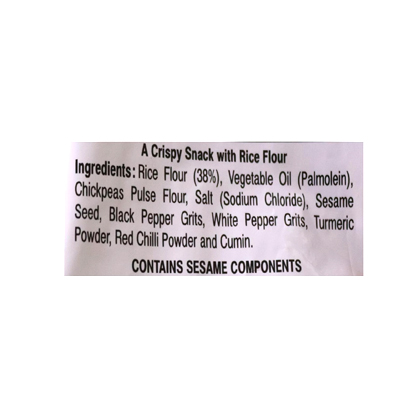 A Crispy Snack with Rice Flour
Ingredients: Rice Flour (38%), Vegetable Oil (Palmolein),
Chickpeas Pulse Flour, Salt (Sodium Chloride), Sesame
Seed, Black Pepper Grits, White Pepper Grits, Turmeric
Powder, Red Chilli Powder and Cumin.
CONTAINS SESAME COMPONENTS